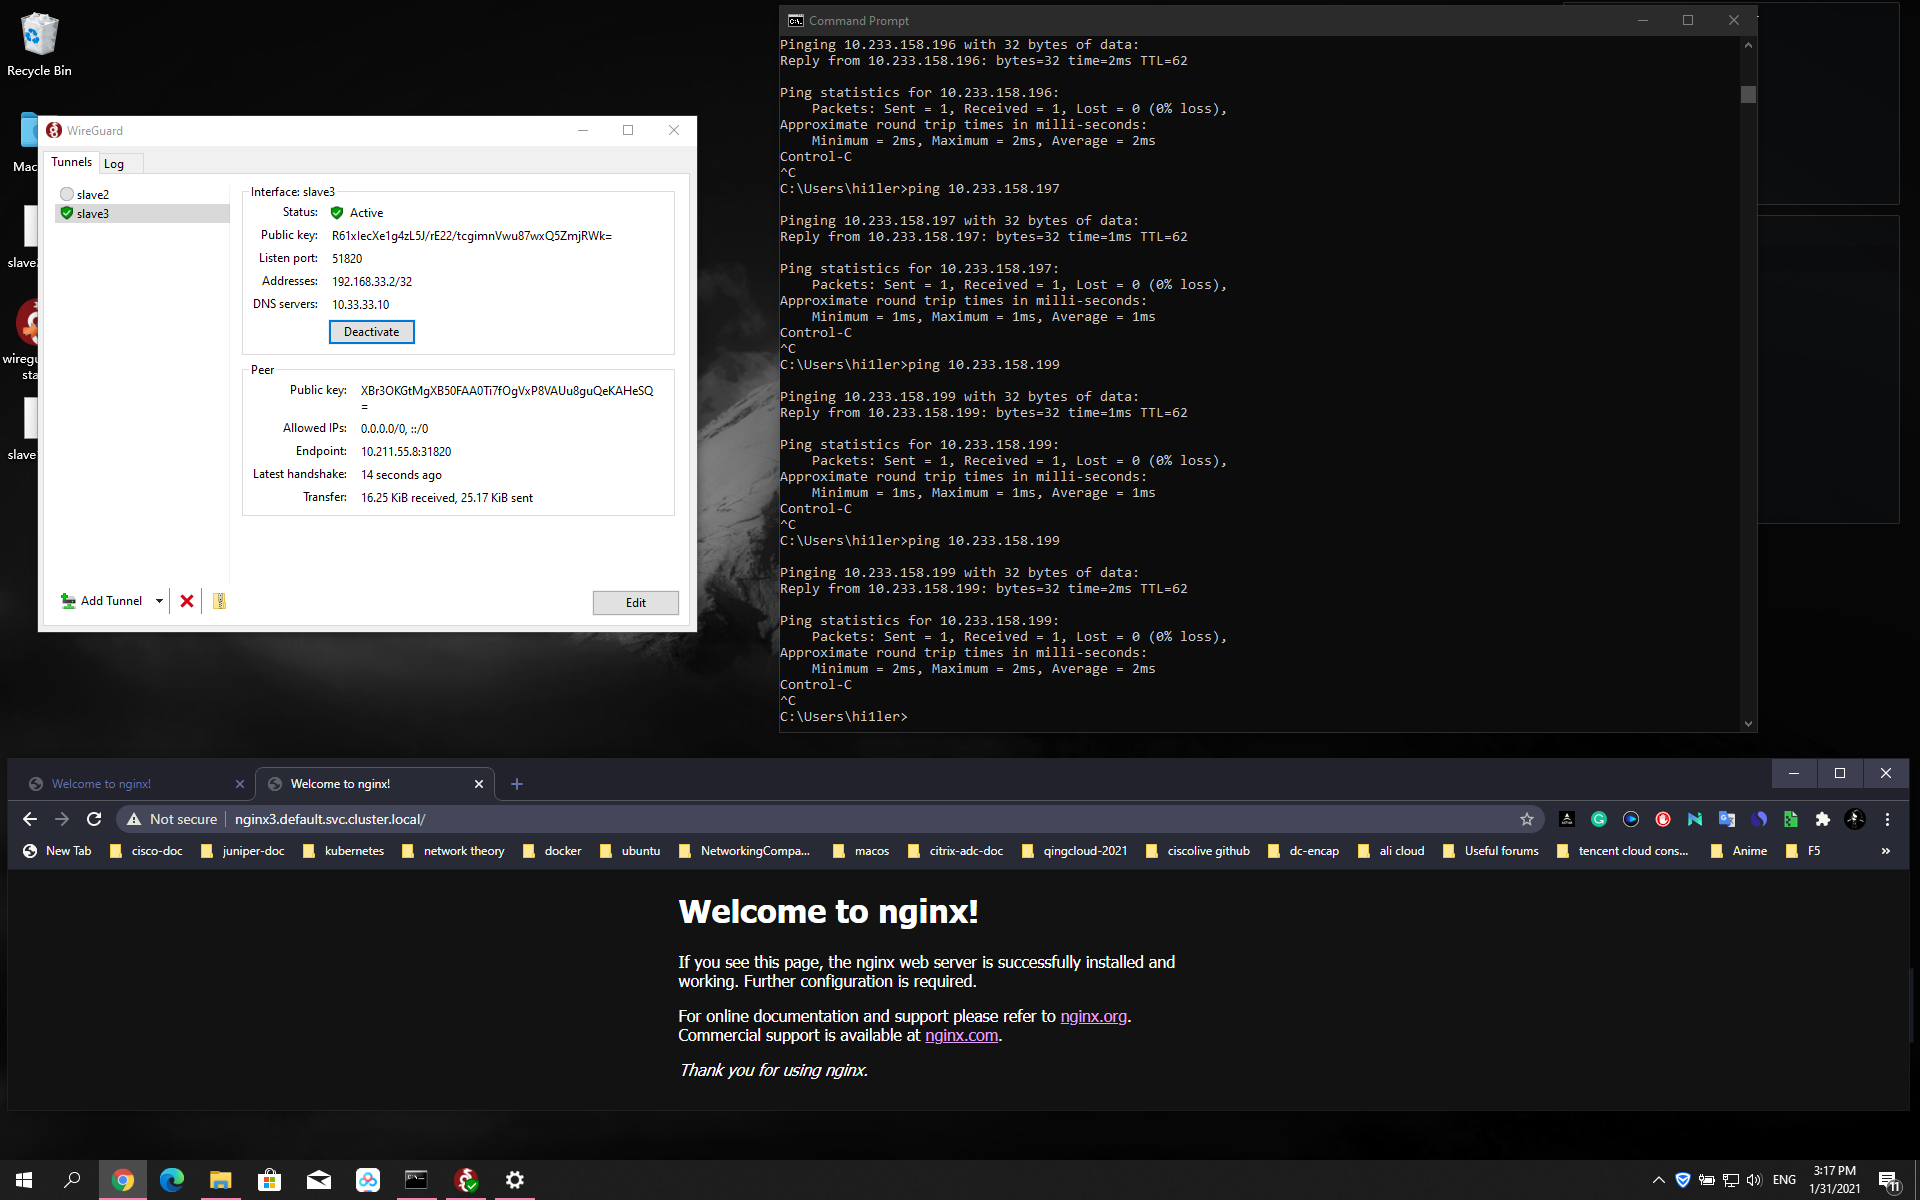 Recycle Bin
Mac
slave
wiregu
sta
slave
WireGuard
Tunnels
Log
slave2
slave3
Interface: slave3
Status: Active
Public key: R61xIecXe1g4zL5J/rE22/tcgimnVwu87wxQ5ZmjRWk=
Listen port: 51820
Addresses: 192.168.33.2/32
DNS servers: 10.33.33.10
Deactivate
Peer
Public key: XBr3OKGtMgXB50FAA0Ti7fOgVxP8VAUu8guQeKAHeSQ
=
Allowed IPs: 0.0.0.0/0, ::/0
Endpoint: 10.211.55.8:31820
Latest handshake: 14 seconds ago
Transfer: 16.25 KiB received, 25.17 KiB sent
Add Tunnel
Edit
Command Prompt
Pinging 10.233.158.196 with 32 bytes of data:
Reply from 10.233.158.196: bytes=32 time=2ms TTL=62
Ping statistics for 10.233.158.196:
Packets: Sent = 1, Received = 1, Lost = 0 (0% loss),
Approximate round trip times in milli-seconds:
Minimum = 2ms, Maximum = 2ms, Average = 2ms
Control-C
^C
C:\Users\hi1ler>ping 10.233.158.197
Pinging 10.233.158.197 with 32 bytes of data:
Reply from 10.233.158.197: bytes=32 time=1ms TTL=62
Ping statistics for 10.233.158.197:
Packets: Sent = 1, Received = 1, Lost = 0 (0% loss),
Approximate round trip times in milli-seconds:
Minimum = 1ms, Maximum = 1ms, Average = 1ms
Control-C
^C
C:\Users\hi1ler>ping 10.233.158.199
Pinging 10.233.158.199 with 32 bytes of data:
Reply from 10.233.158.199: bytes=32 time=1ms TTL=62
Ping statistics for 10.233.158.199:
Packets: Sent = 1, Received = 1, Lost = 0 (0% loss),
Approximate round trip times in milli-seconds:
Minimum = 1ms, Maximum = 1ms, Average = 1ms
Control-C
^C
C:\Users\hi1ler>ping 10.233.158.199
Pinging 10.233.158.199 with 32 bytes of data:
Reply from 10.233.158.199: bytes=32 time=2ms TTL=62
Ping statistics for 10.233.158.199:
Packets: Sent = 1, Received = 1, Lost = 0 (0% loss),
Approximate round trip times in milli-seconds:
Minimum = 2ms, Maximum = 2ms, Average = 2ms
Control-C
^C
C:\Users\hi1ler>
Welcome to nginx!
Welcome to nginx!
Not secure nginx3.default.svc.cluster.local/
New Tab cisco-doc juniper-doc kubernetes network theory docker ubuntu NetworkingCompa... macos citrix-adc-doc qingcloud-2021 ciscolive github dc-encap ali cloud Useful forums tencent cloud cons... Anime F5 »
Welcome to nginx!
If you see this page, the nginx web server is successfully installed and
working. Further configuration is required.
For online documentation and support please refer to nginx.org.
Commercial support is available at nginx.com.
Thank you for using nginx.
ENG
3:17 PM
1/31/2021
11